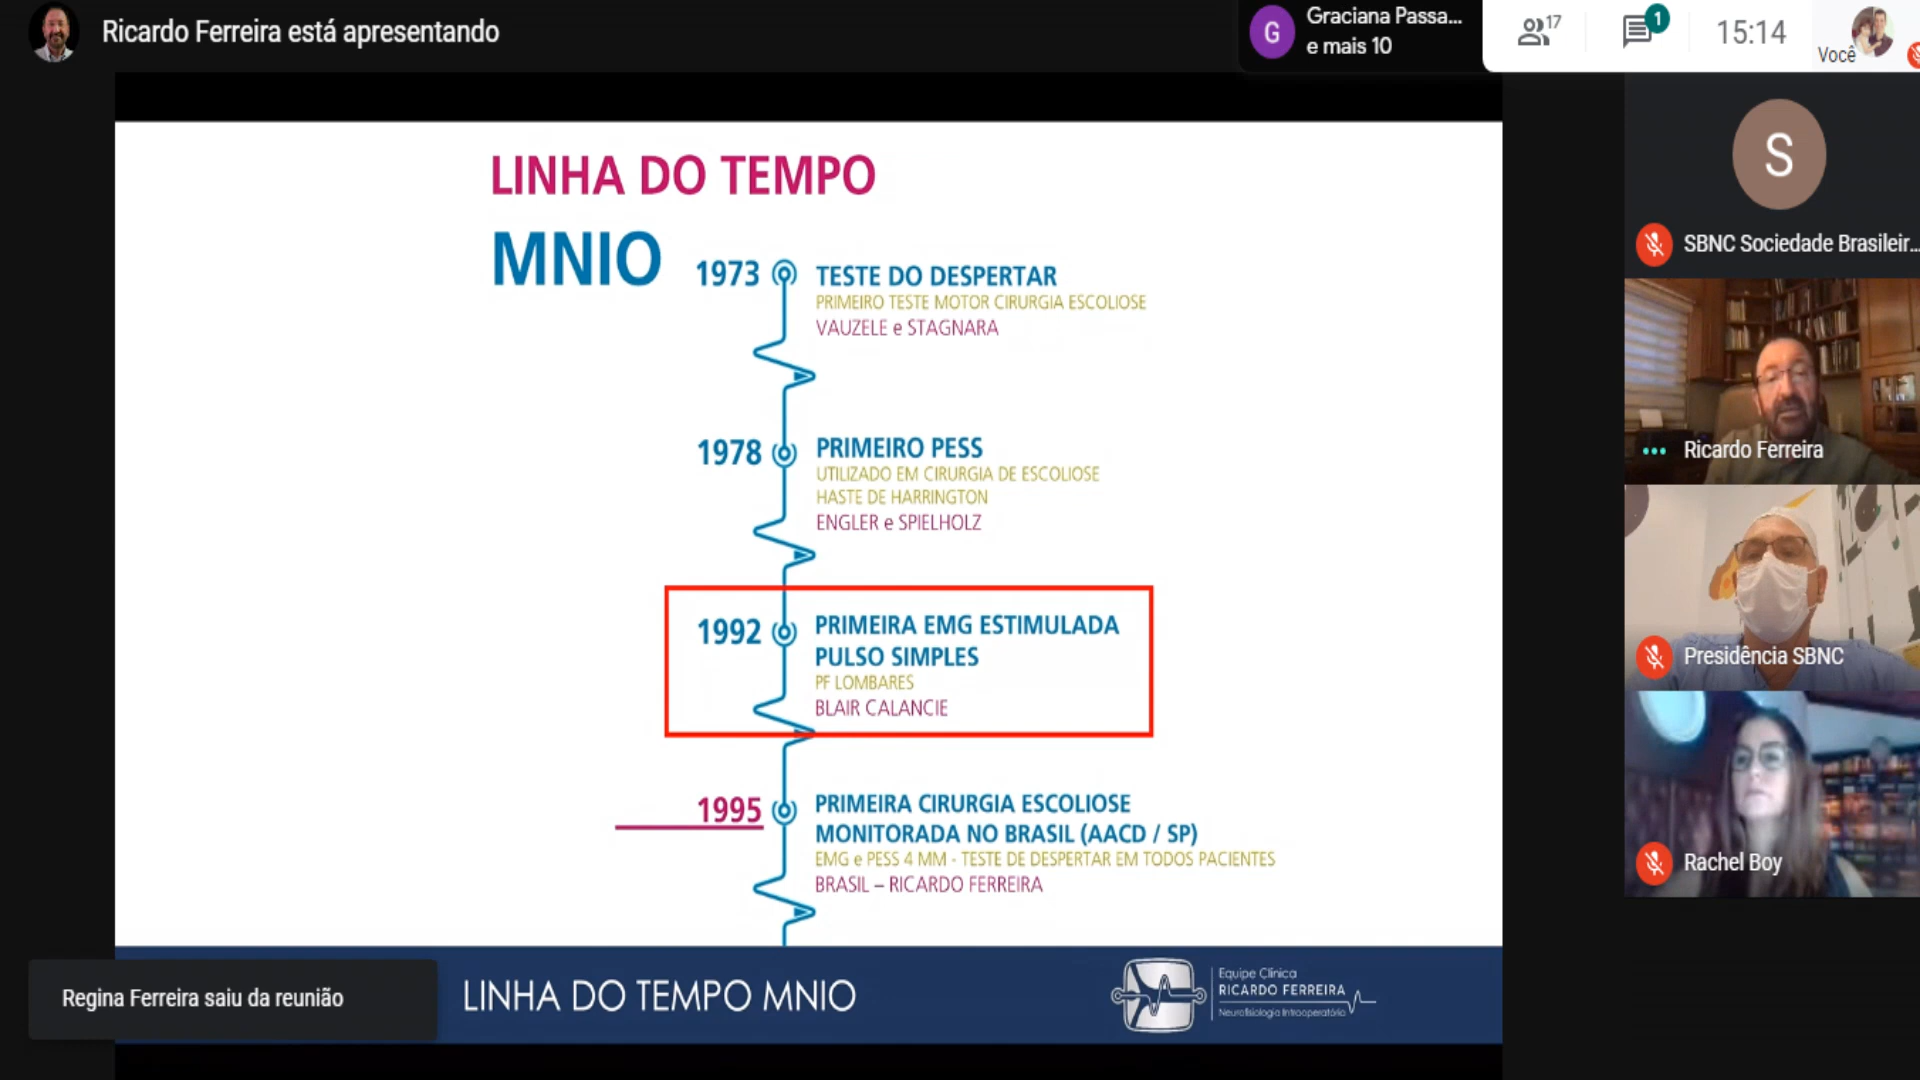 Ricardo Ferreira está apresentando
G
Graciana Passa...
e mais 10
17
1
15:14
Você
LINHA DO TEMPO
MNIO
1973
TESTE DO DESPERTAR
PRIMEIRO TESTE MOTOR CIRURGIA ESCOLIOSE
VAUZELE e STAGNARA
1978
PRIMEIRO PESS
UTILIZADO EM CIRURGIA DE ESCOLIOSE
HASTE DE HARRINGTON
ENGLER e SPIELHOLZ
1992
PRIMEIRA EMG ESTIMULADA
PULSO SIMPLES
PF LOMBARES
BLAIR CALANCIE
1995
PRIMEIRA CIRURGIA ESCOLIOSE
MONITORADA NO BRASIL (AACD / SP)
EMG e PESS 4 MM - TESTE DE DESPERTAR EM TODOS PACIENTES
BRASIL – RICARDO FERREIRA
S
SBNC Sociedade Brasileir...
Ricardo Ferreira
Presidência SBNC
Rachel Boy
Regina Ferreira saiu da reunião
LINHA DO TEMPO MNIO
Equipe Clínica
RICARDO FERREIRA
Neurofisiologia Intraoperatória